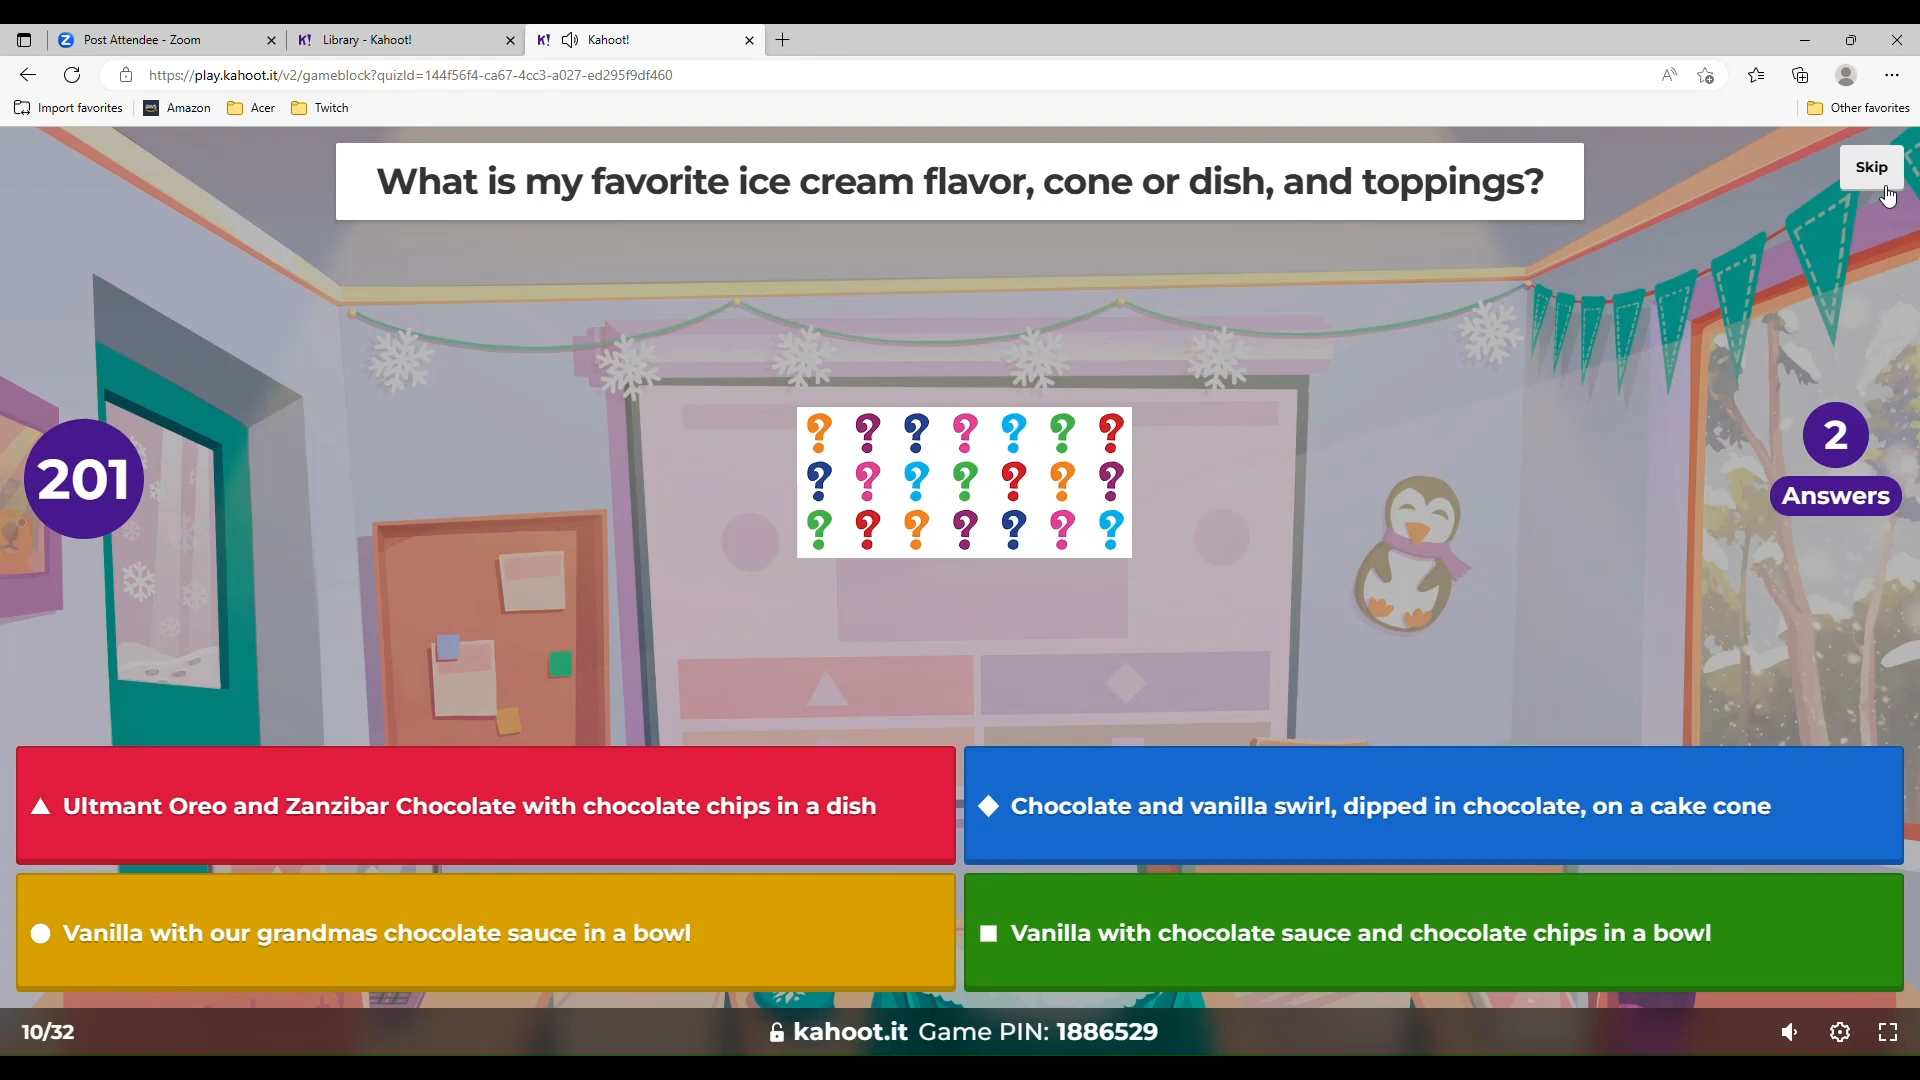 Post Attendee - Zoom
K! Library - Kahoot!
K! Kahoot!
https://play.kahoot.it/v2/gameblock?quizId=144f56f4-ca67-4cc3-a027-ed295f9df460
Import favorites
aws Amazon
Acer
Twitch
Other favorites
What is my favorite ice cream flavor, cone or dish, and toppings?
Skip
? ? ? ? ? ? ?
? ? ? ? ? ? ?
? ? ? ? ? ? ?
201
2
Answers
Ultmant Oreo and Zanzibar Chocolate with chocolate chips in a dish
Chocolate and vanilla swirl, dipped in chocolate, on a cake cone
Vanilla with our grandmas chocolate sauce in a bowl
Vanilla with chocolate sauce and chocolate chips in a bowl
10/32
kahoot.it Game PIN: 1886529